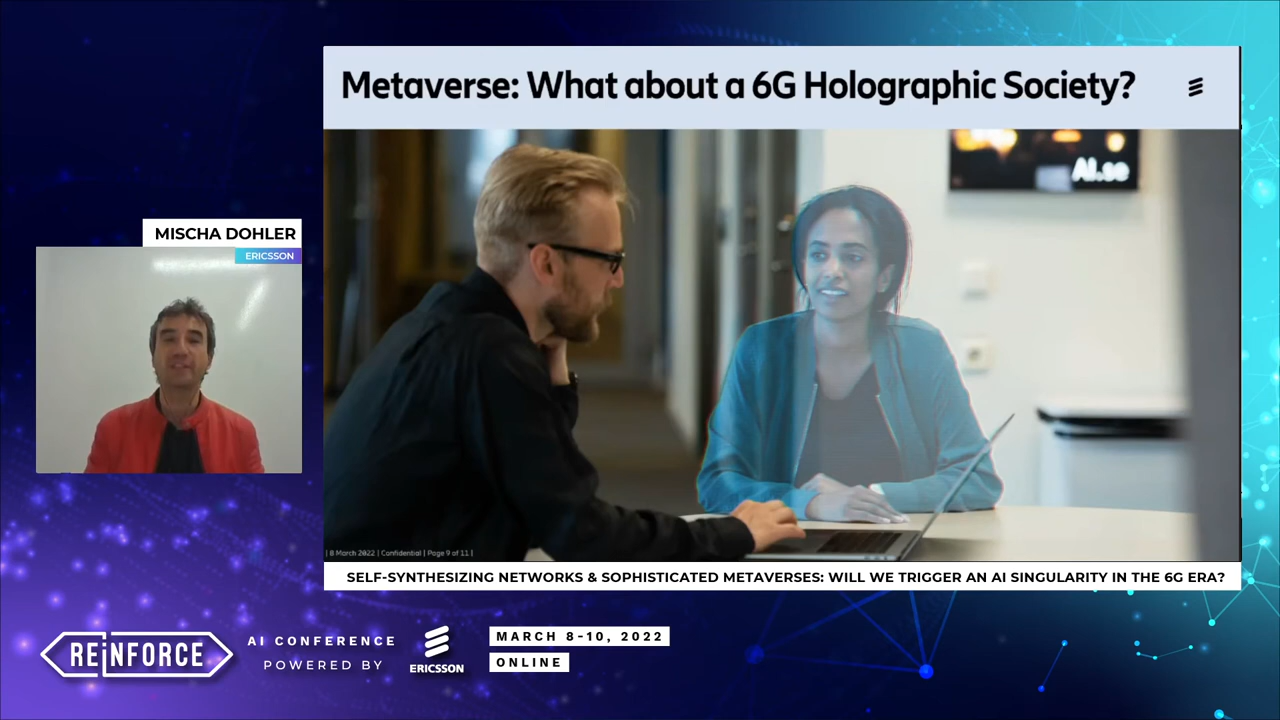 Metaverse: What about a 6G Holographic Society?
AI.se
MISCHA DOHLER
ERICSSON
| 8 March 2022 | Confidential | Page 9 of 11 |
SELF-SYNTHESIZING NETWORKS & SOPHISTICATED METAVERSES: WILL WE TRIGGER AN AI SINGULARITY IN THE 6G ERA?
REINFORCE
AI CONFERENCE
POWERED BY
ERICSSON
MARCH 8-10, 2022
ONLINE